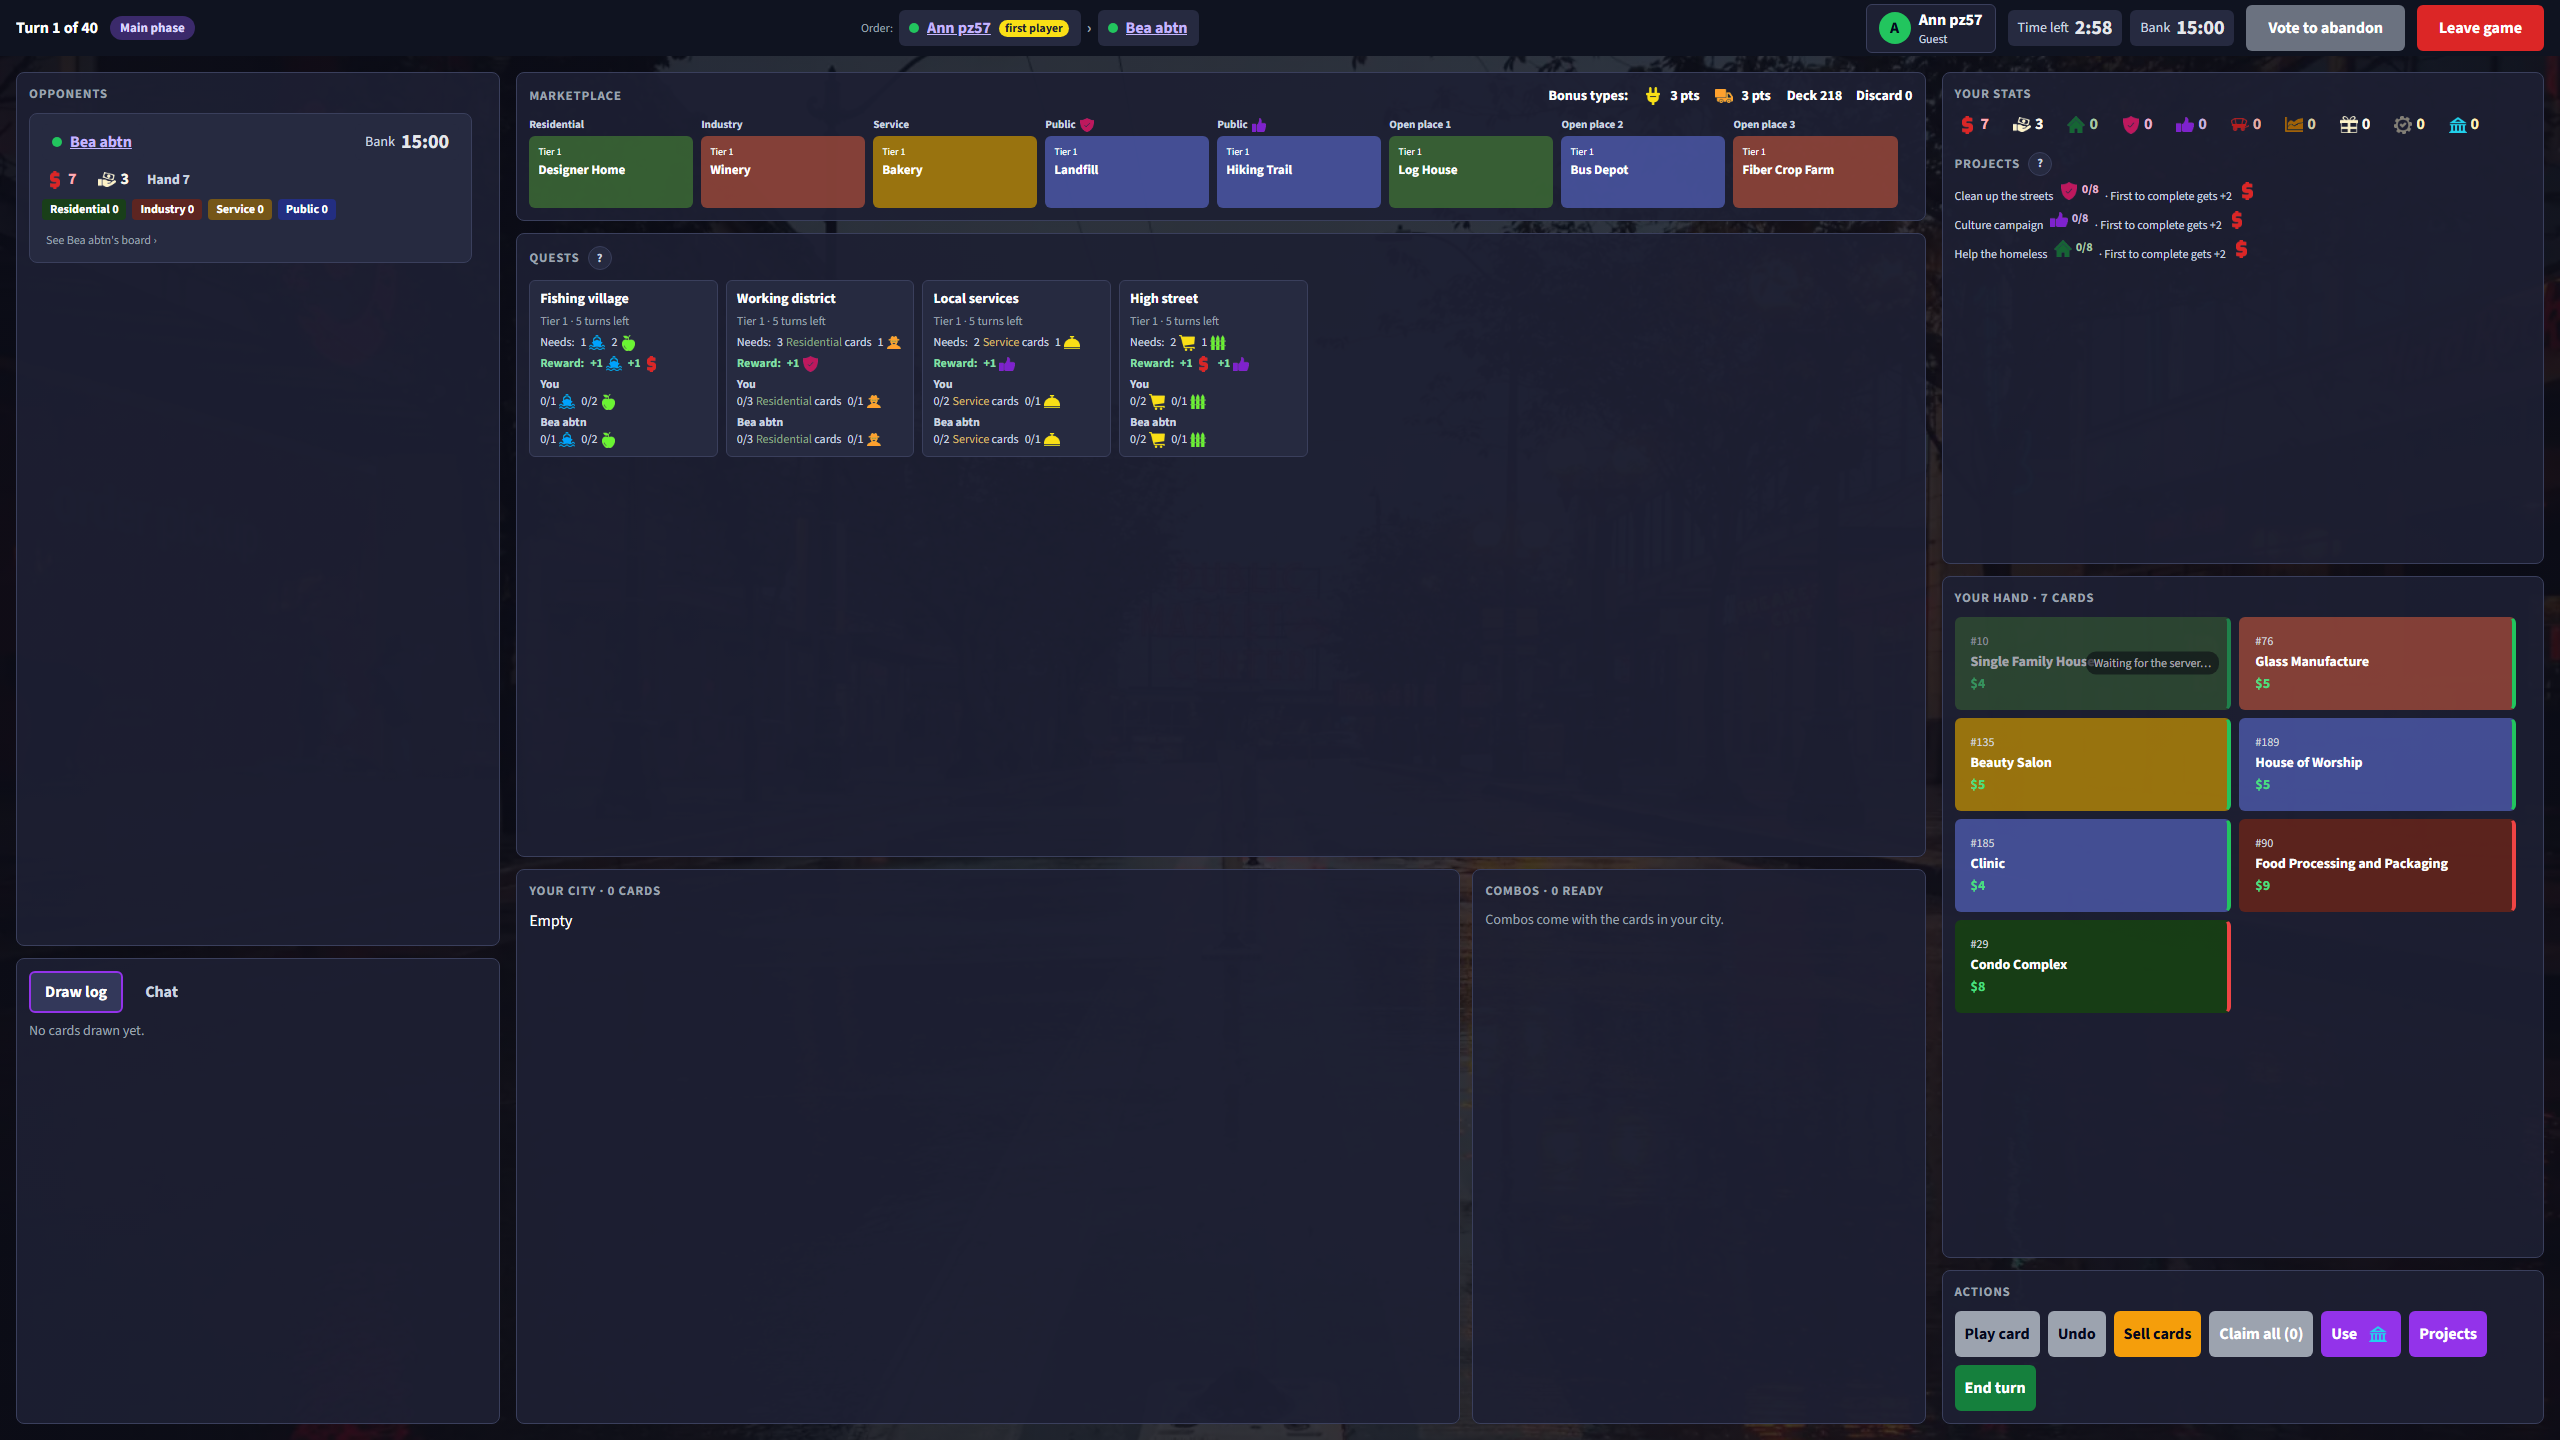 Turn 1 of 40 Main phase
Order: Ann pz57 first player › Bea abtn
A Ann pz57 Guest
Time left 2:58
Bank 15:00
Vote to abandon
Leave game
OPPONENTS
Bea abtn Bank 15:00
7 3 Hand 7
Residential 0 Industry 0 Service 0 Public 0
See Bea abtn's board ›
Draw log Chat
No cards drawn yet.
MARKETPLACE
Bonus types: 3 pts 3 pts Deck 218 Discard 0
Residential Industry Service Public Public Open place 1 Open place 2 Open place 3
Tier 1 Tier 1 Tier 1 Tier 1 Tier 1 Tier 1 Tier 1 Tier 1
Designer Home Winery Bakery Landfill Hiking Trail Log House Bus Depot Fiber Crop Farm
QUESTS ?
Fishing village
Tier 1 · 5 turns left
Needs: 1 2
Reward: +1 +1
You
0/1 0/2
Bea abtn
0/1 0/2
Working district
Tier 1 · 5 turns left
Needs: 3 Residential cards 1
Reward: +1
You
0/3 Residential cards 0/1
Bea abtn
0/3 Residential cards 0/1
Local services
Tier 1 · 5 turns left
Needs: 2 Service cards 1
Reward: +1
You
0/2 Service cards 0/1
Bea abtn
0/2 Service cards 0/1
High street
Tier 1 · 5 turns left
Needs: 2 1
Reward: +1 +1
You
0/2 0/1
Bea abtn
0/2 0/1
YOUR CITY · 0 CARDS
Empty
COMBOS · 0 READY
Combos come with the cards in your city.
YOUR STATS
7 3 0 0 0 0 0 0 0 0
PROJECTS ?
Clean up the streets 0/8 · First to complete gets +2
Culture campaign 0/8 · First to complete gets +2
Help the homeless 0/8 · First to complete gets +2
YOUR HAND · 7 CARDS
#10
Single Family House Waiting for the server…
$4
#76
Glass Manufacture
$5
#135
Beauty Salon
$5
#189
House of Worship
$5
#185
Clinic
$4
#90
Food Processing and Packaging
$9
#29
Condo Complex
$8
ACTIONS
Play card Undo Sell cards Claim all (0) Use Projects
End turn